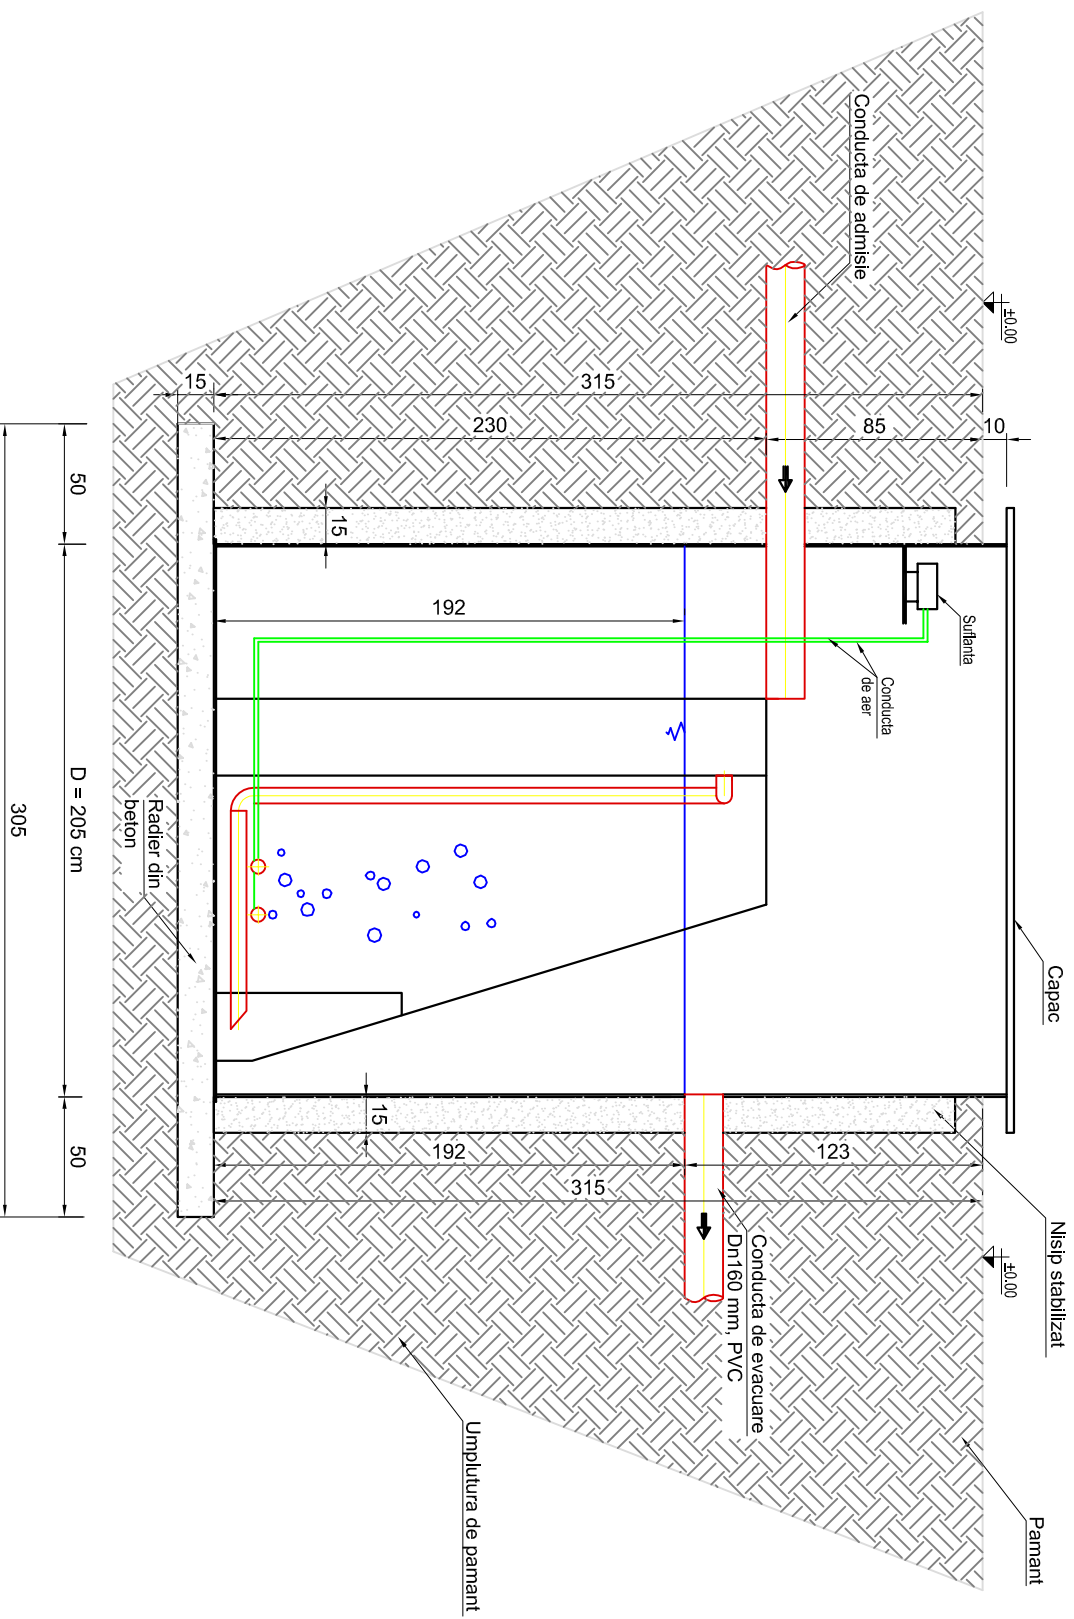 Conducta de admisie
±0.00
15
315
230
85
10
50
15
Suflanta
192
Conducta
de aer
D = 205 cm
305
Radier din
beton
Capac
15
50
192
123
315
Nisip stabilizat
±0.00
Conducta de evacuare
Dn160 mm, PVC
Umplutura de pamant
Pamant